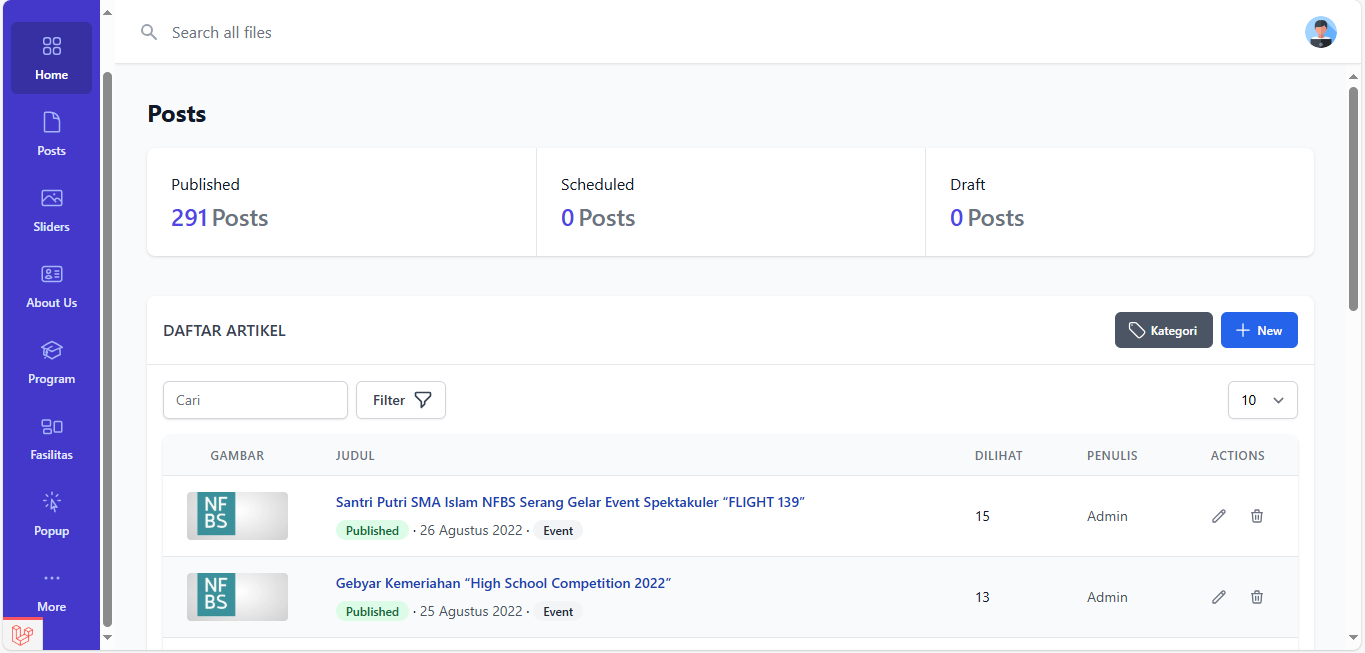 Search all files
Home
Posts
Sliders
About Us
Program
Fasilitas
Popup
More
Posts
Published
291 Posts
Scheduled
0 Posts
Draft
0 Posts
DAFTAR ARTIKEL
Kategori
New
Cari
Filter
10
GAMBAR JUDUL DILIHAT PENULIS ACTIONS
NF
BS
Santri Putri SMA Islam NFBS Serang Gelar Event Spektakuler “FLIGHT 139”
Published · 26 Agustus 2022 · Event
15
Admin
NF
BS
Gebyar Kemeriahan “High School Competition 2022”
Published · 25 Agustus 2022 · Event
13
Admin